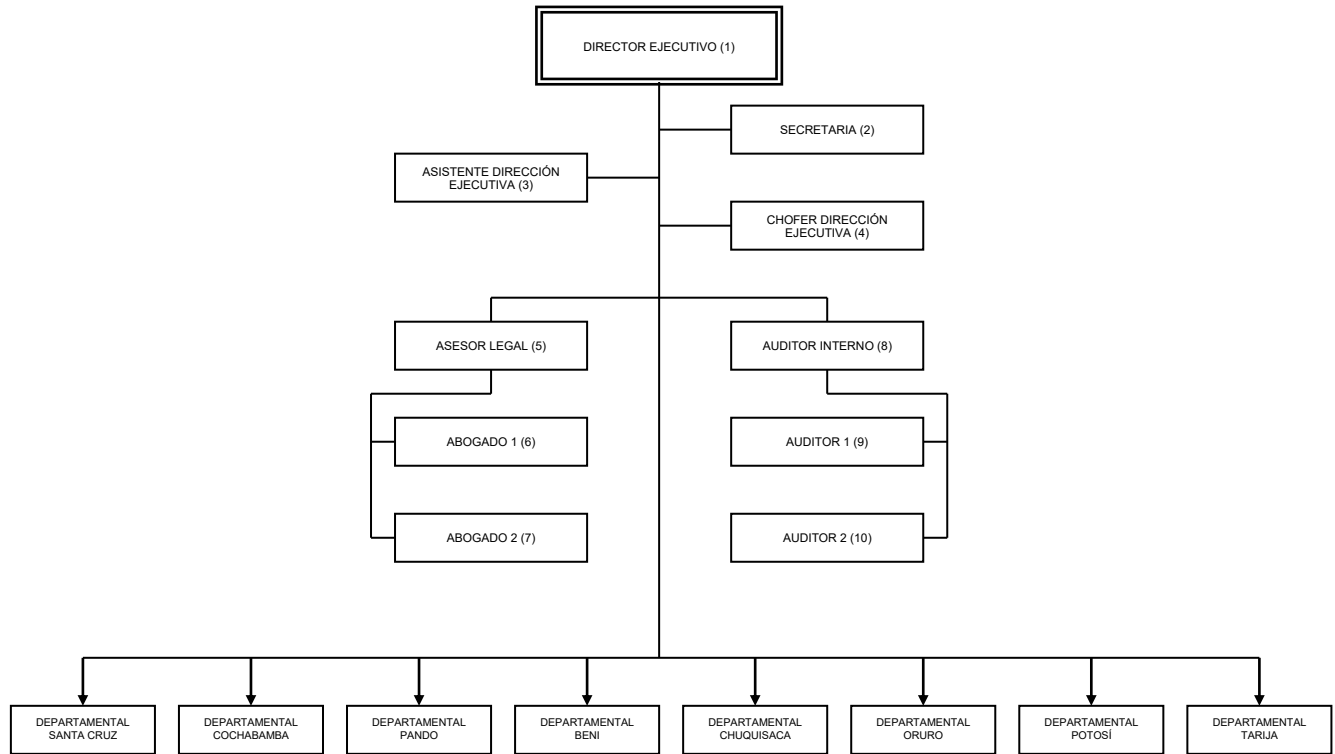 DIRECTOR EJECUTIVO (1)
SECRETARIA (2)
ASISTENTE DIRECCIÓN
EJECUTIVA (3)
CHOFER DIRECCIÓN
EJECUTIVA (4)
ASESOR LEGAL (5)
AUDITOR INTERNO (8)
ABOGADO 1 (6)
AUDITOR 1 (9)
ABOGADO 2 (7)
AUDITOR 2 (10)
DEPARTAMENTAL
SANTA CRUZ
DEPARTAMENTAL
COCHABAMBA
DEPARTAMENTAL
PANDO
DEPARTAMENTAL
BENI
DEPARTAMENTAL
CHUQUISACA
DEPARTAMENTAL
ORURO
DEPARTAMENTAL
POTOSÍ
DEPARTAMENTAL
TARIJA